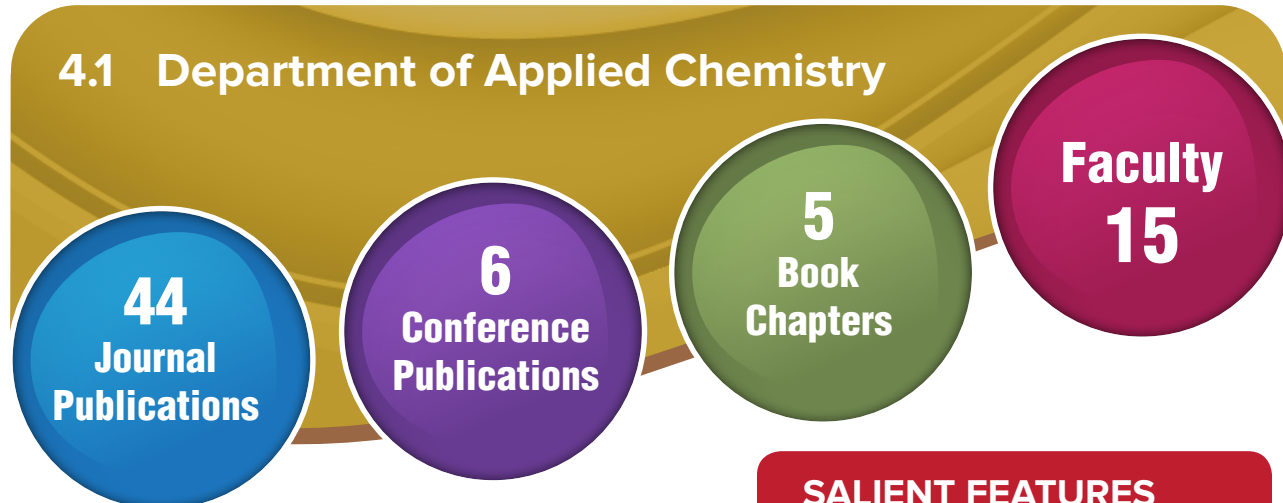 4.1 Department of Applied Chemistry
44
Journal
Publications
6
Conference
Publications
5
Book
Chapters
Faculty
15
SALIENT FEATURES